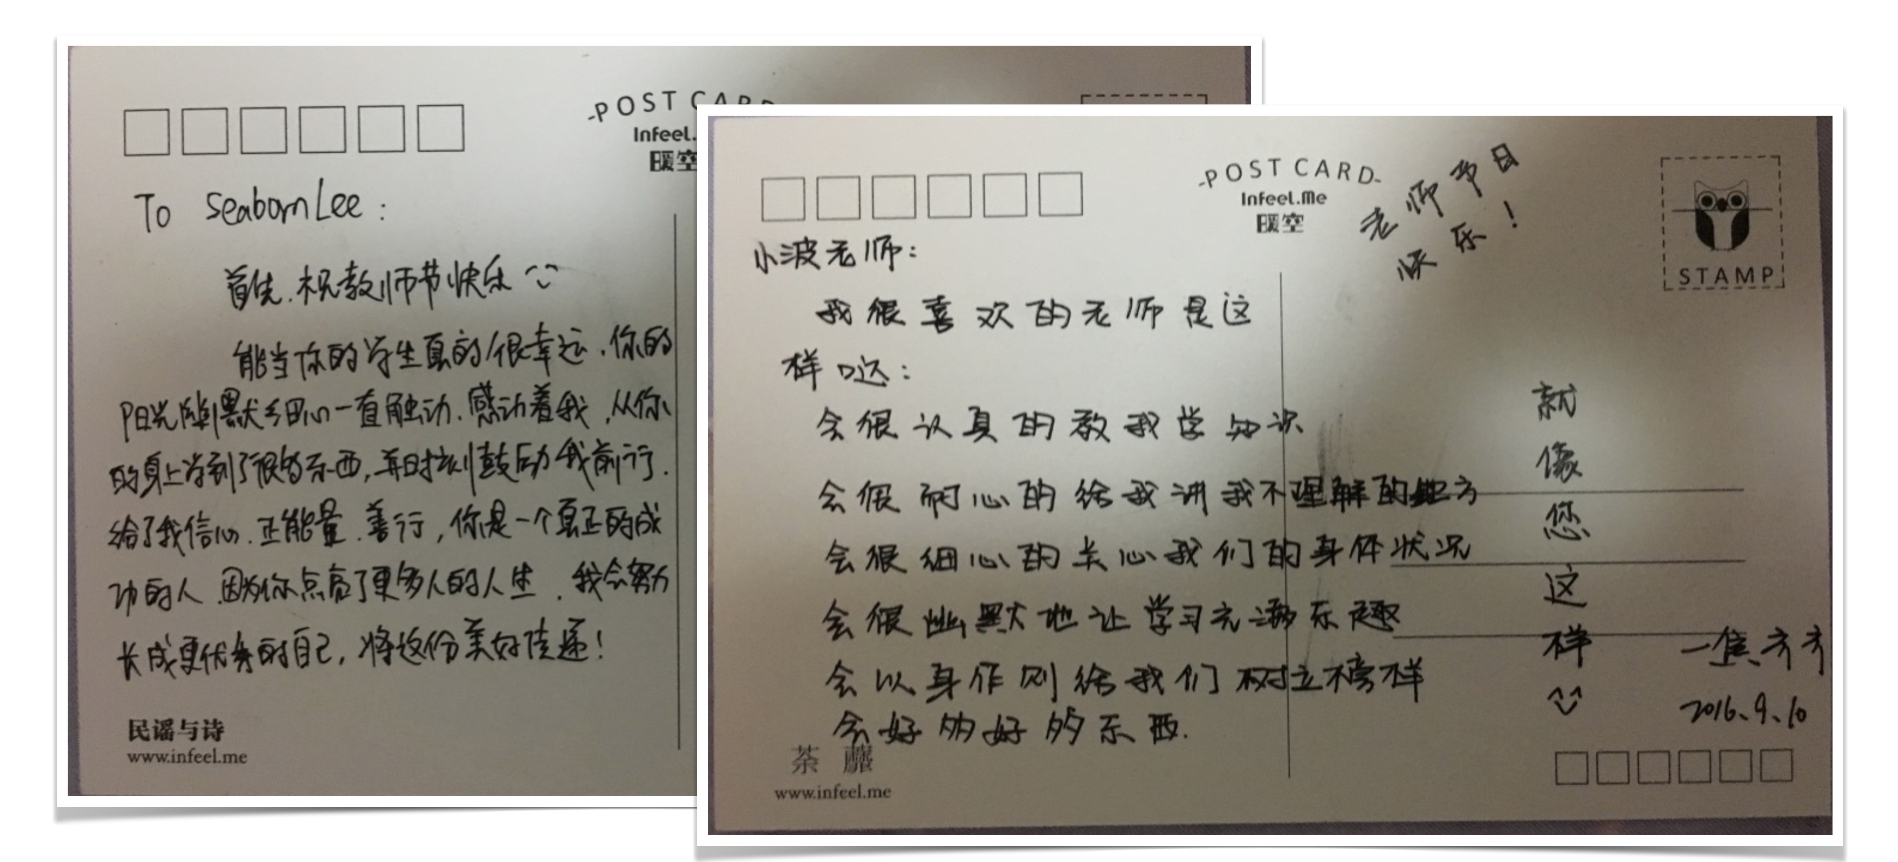 -POST CARD
Infeel.
暖空
To Seaborn Lee:
首先,祝教师节快乐
能当你的学生真的很幸运,你的
阳光幽默细心一直触动、感动着我,从你
的身上学到了很多东西,并时刻鼓励我前行.
给了我信心、正能量、善行,你是一个真正的成
功的人,因为你点亮了更多人的人生,我会努力
长成更优秀的自己,将这份美好传递!
民谣与诗
www.infeel.me
-POST CARD-
Infeel.Me
暖空
老师节日
快乐!
STAMP
小波老师:
我很喜欢的老师是这
样哒:
会很认真的教我学知识
会很耐心的给我讲我不理解的地方
会很细心的关心我们的身体状况
会很幽默地让学习充满乐趣
会以身作则给我们树立榜样
会好多好多东西.
就像您这样
一焦齐齐
2016.9.10
荼蘼
www.infeel.me